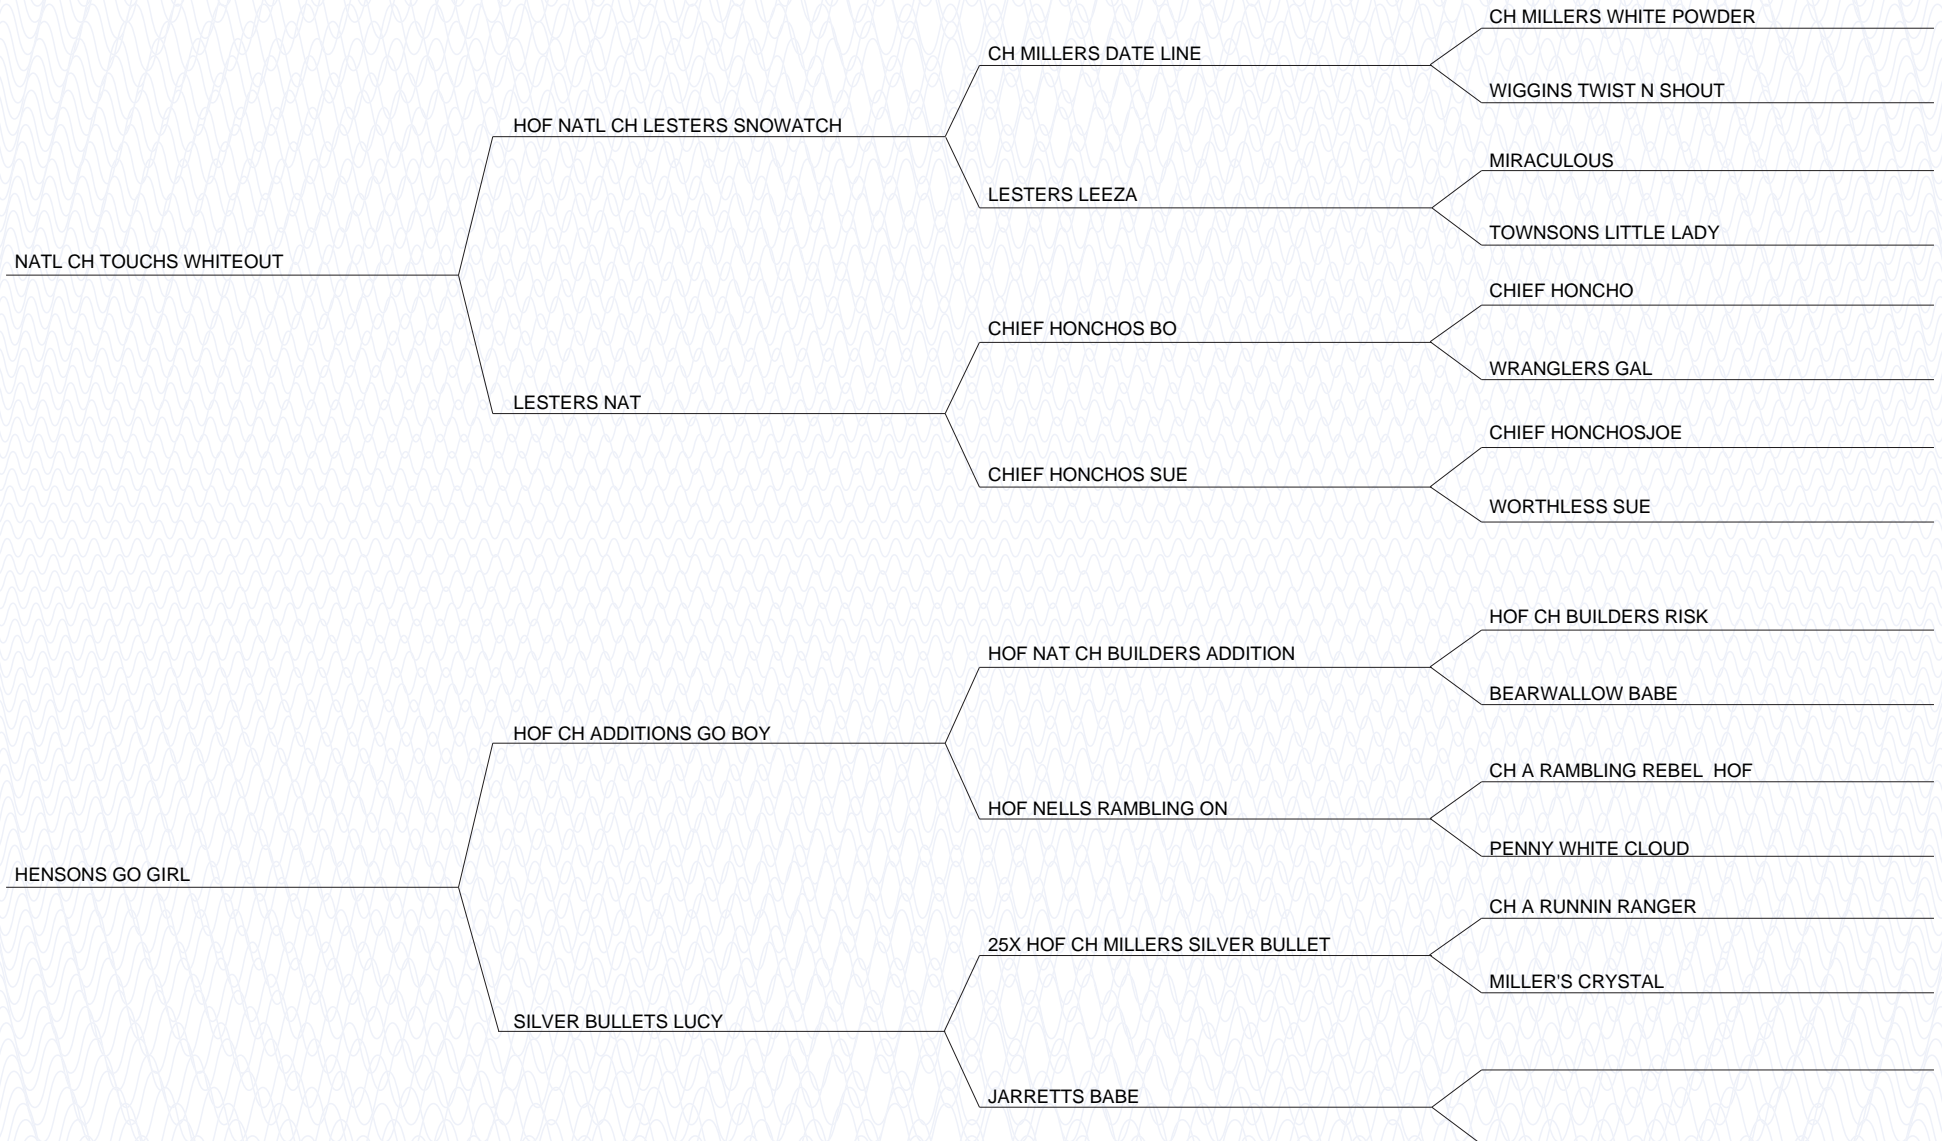 CH MILLERS WHITE POWDER
CH MILLERS DATE LINE
WIGGINS TWIST N SHOUT
HOF NATL CH LESTERS SNOWATCH
MIRACULOUS
LESTERS LEEZA
TOWNSONS LITTLE LADY
NATL CH TOUCHS WHITEOUT
CHIEF HONCHO
CHIEF HONCHOS BO
WRANGLERS GAL
LESTERS NAT
CHIEF HONCHOSJOE
CHIEF HONCHOS SUE
WORTHLESS SUE
HOF CH BUILDERS RISK
HOF NAT CH BUILDERS ADDITION
BEARWALLOW BABE
HOF CH ADDITIONS GO BOY
CH A RAMBLING REBEL  HOF
HOF NELLS RAMBLING ON
PENNY WHITE CLOUD
HENSONS GO GIRL
CH A RUNNIN RANGER
25X HOF CH MILLERS SILVER BULLET
MILLER'S CRYSTAL
SILVER BULLETS LUCY
JARRETTS BABE